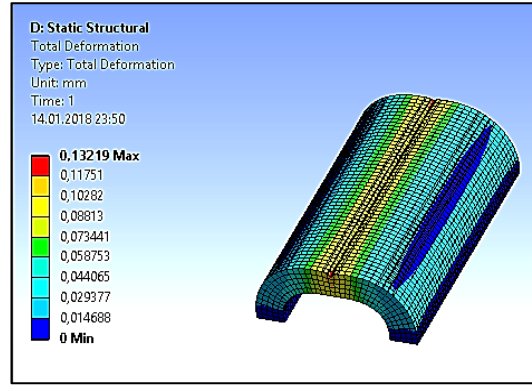 D: Static Structural
Total Deformation
Type: Total Deformation
Unit: mm
Time: 1
14.01.2018 23:50
0,13219 Max
0,11751
0,10282
0,08813
0,073441
0,058753
0,044065
0,029377
0,014688
0 Min